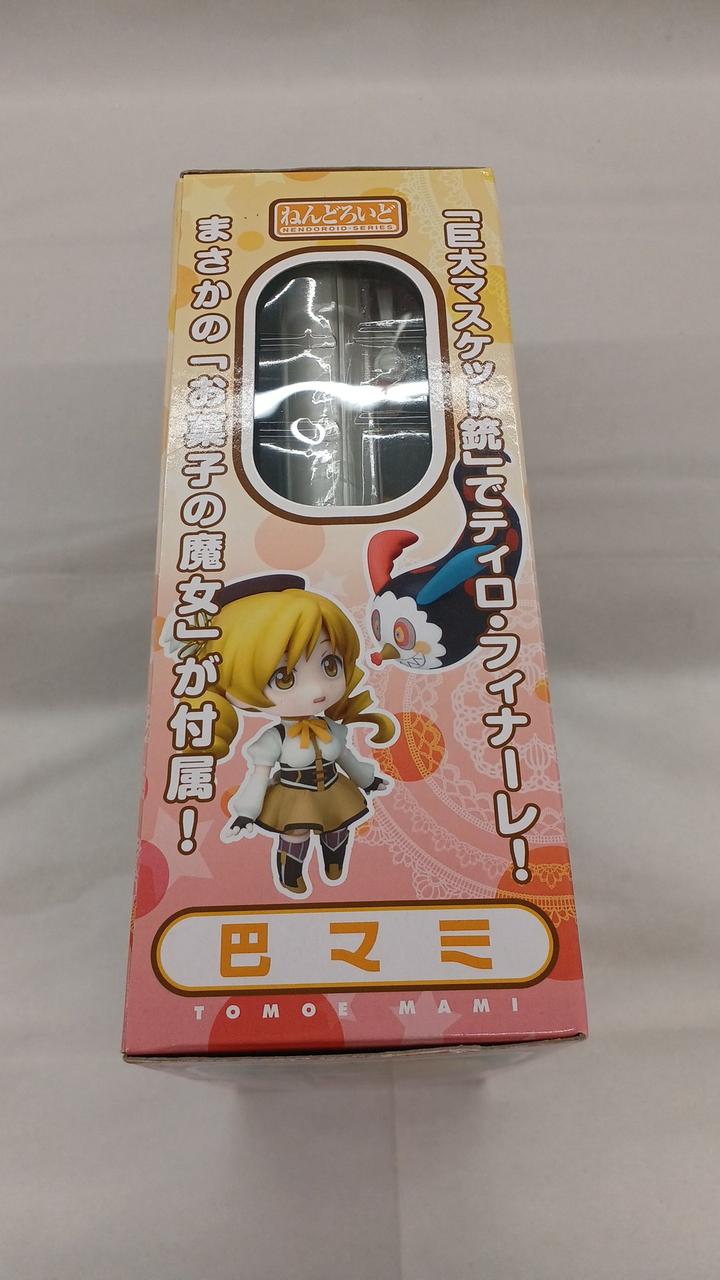 ねんどろいど
NENDOROID-SERIES
「巨大マスケット銃」でティロ・フィナーレ!
まさかの「お菓子の魔女」が付属!
巴マミ
TOMOE MAMI